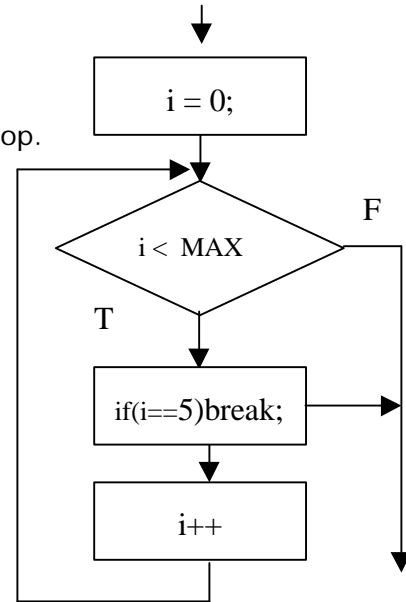 i = 0;
op.
i < MAX
F
T
if(i==5)break;
i++